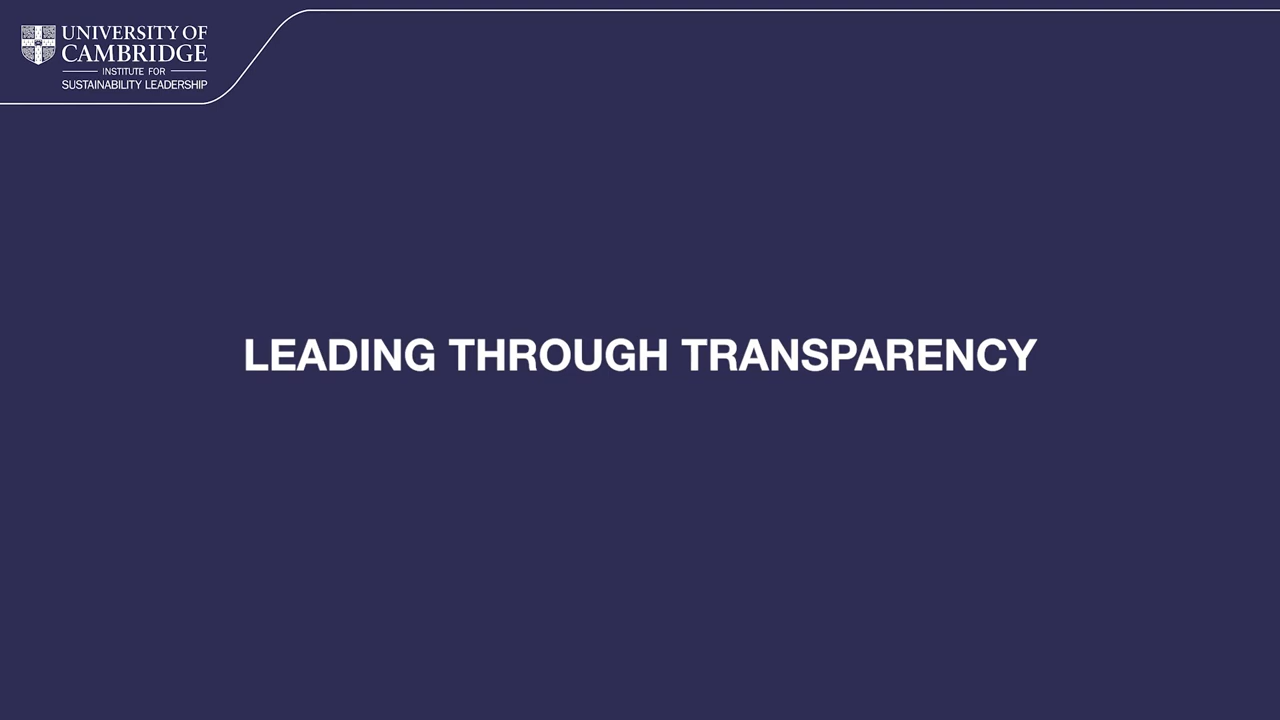 UNIVERSITY OF
CAMBRIDGE
INSTITUTE FOR
SUSTAINABILITY LEADERSHIP
LEADING THROUGH TRANSPARENCY